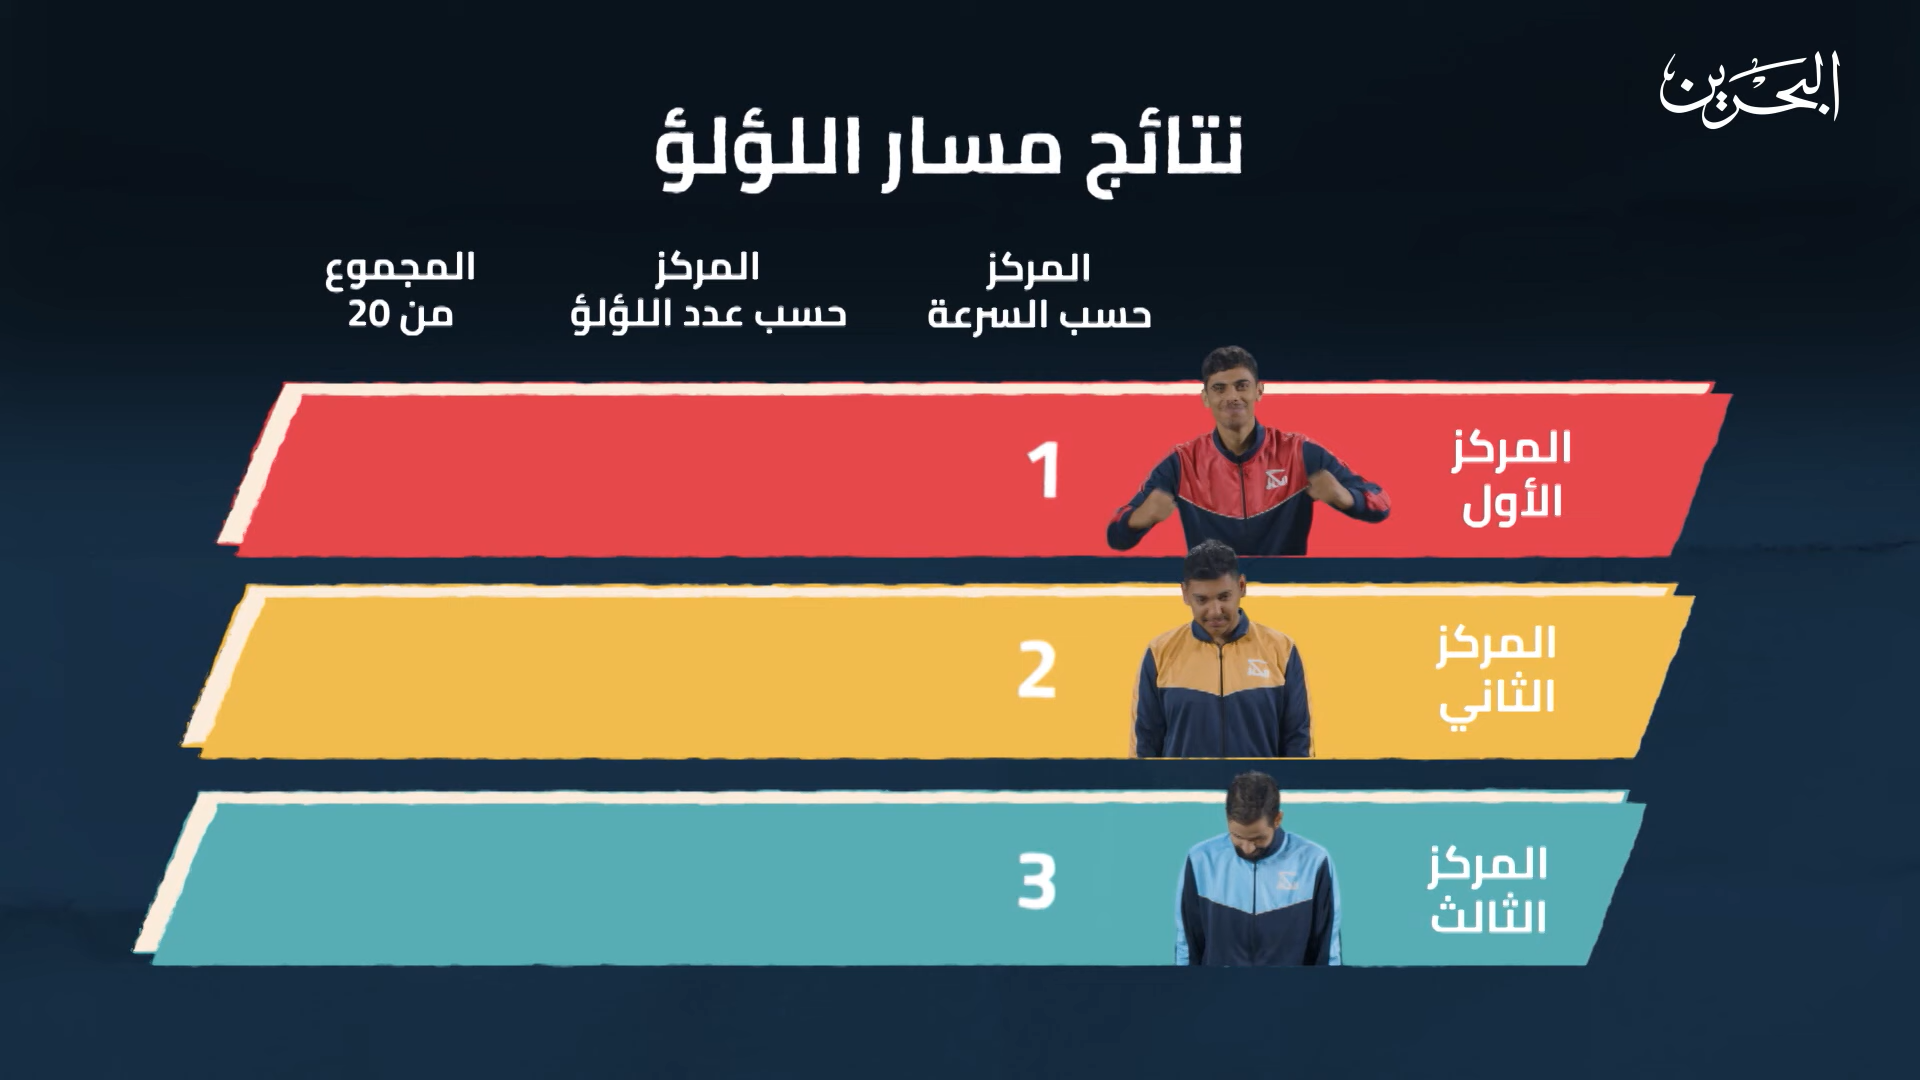 البحرين
نتائج مسار اللؤلؤ
المركز
حسب السرعة
المركز
حسب عدد اللؤلؤ
المجموع
من 20
المركز
الأول
1
المركز
الثاني
2
المركز
الثالث
3